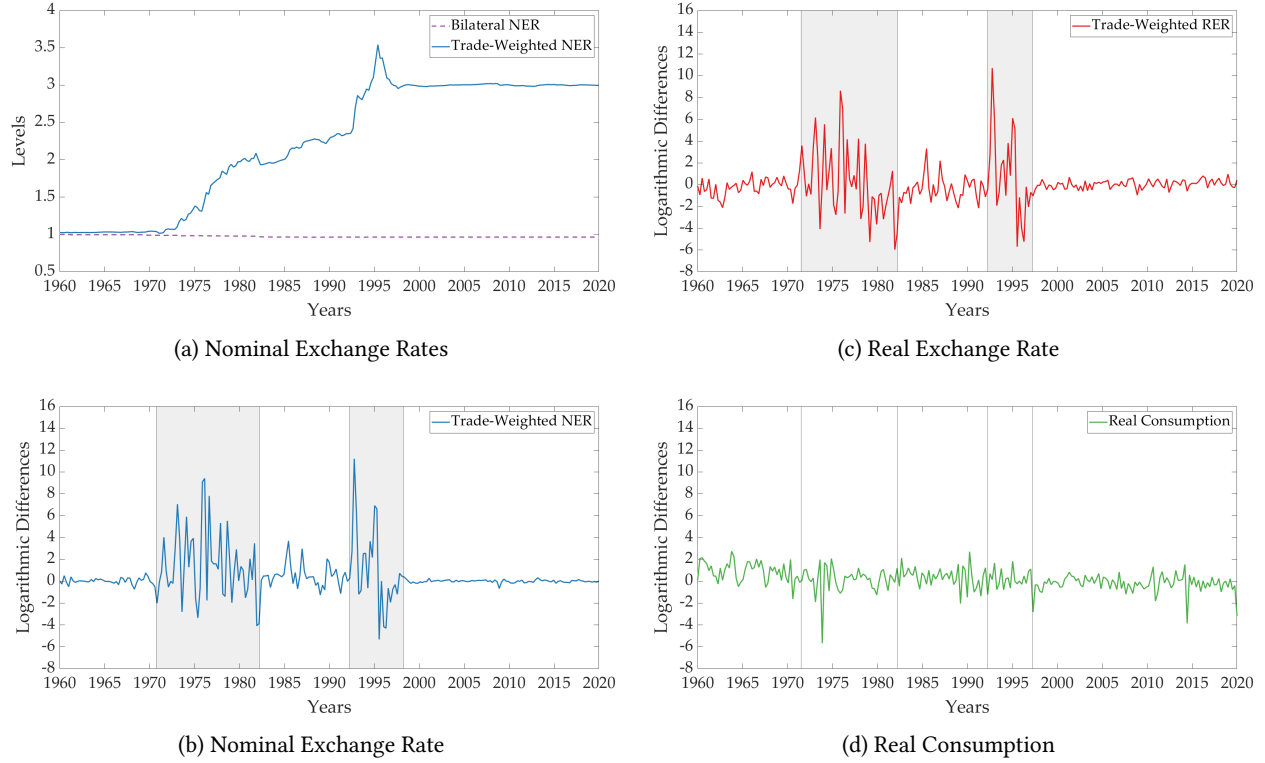 4
3.5
3
2.5
2
1.5
1
0.5
Levels
Bilateral NER
Trade-Weighted NER
1960 1965 1970 1975 1980 1985 1990 1995 2000 2005 2010 2015 2020
Years
(a) Nominal Exchange Rates
16
14
12
10
8
6
4
2
0
-2
-4
-6
-8
Logarithmic Differences
Trade-Weighted RER
1960 1965 1970 1975 1980 1985 1990 1995 2000 2005 2010 2015 2020
Years
(c) Real Exchange Rate
16
14
12
10
8
6
4
2
0
-2
-4
-6
-8
Logarithmic Differences
Trade-Weighted NER
1960 1965 1970 1975 1980 1985 1990 1995 2000 2005 2010 2015 2020
Years
(b) Nominal Exchange Rate
16
14
12
10
8
6
4
2
0
-2
-4
-6
-8
Logarithmic Differences
Real Consumption
1960 1965 1970 1975 1980 1985 1990 1995 2000 2005 2010 2015 2020
Years
(d) Real Consumption